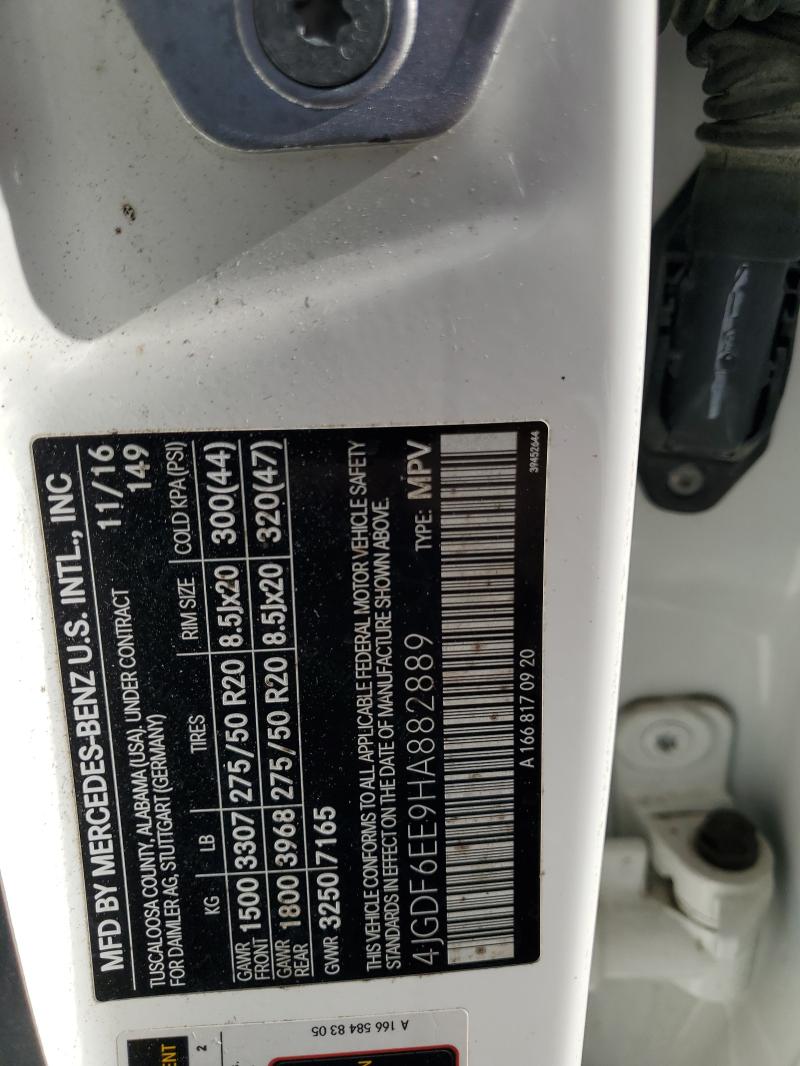 MFD BY MERCEDES-BENZ U.S. INTL., INC
TUSCALOOSA COUNTY, ALABAMA (USA), UNDER CONTRACT 11/16
FOR DAIMLER AG, STUTTGART (GERMANY) 149
KG LB TIRES RIM SIZE COLD KPA (PSI)
GAWR FRONT 1500 3307 275/50 R20 8.5Jx20 300(44)
GAWR REAR 1800 3968 275/50 R20 8.5Jx20 320(47)
GVWR 3250 7165
THIS VEHICLE CONFORMS TO ALL APPLICABLE FEDERAL MOTOR VEHICLE SAFETY
STANDARDS IN EFFECT ON THE DATE OF MANUFACTURE SHOWN ABOVE.
4JGDF6EE9HA882889 TYPE: MPV
A 166 817 09 20 39452644
A 166 584 83 05
2